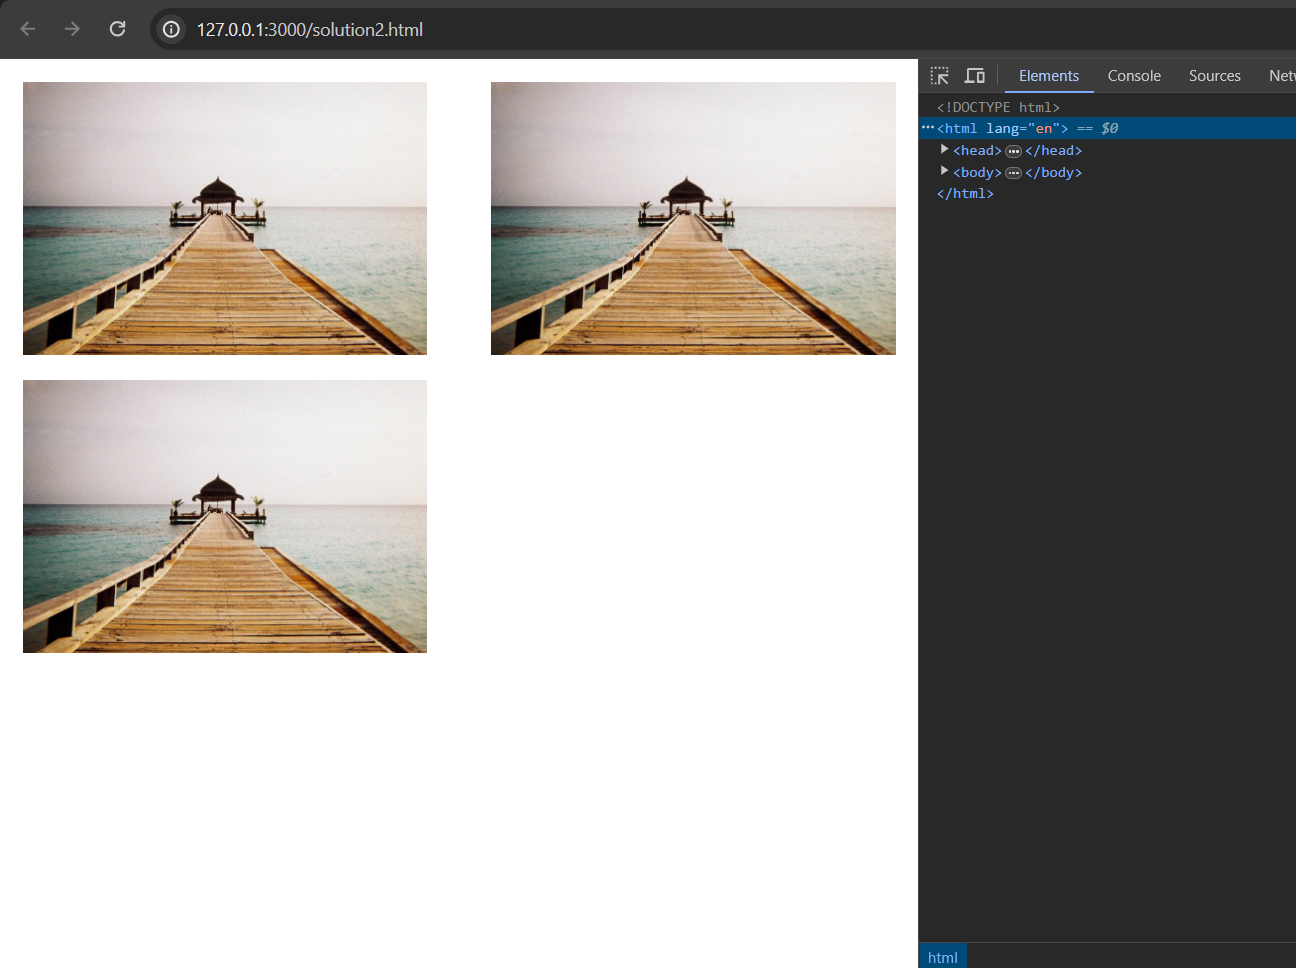 127.0.0.1:3000/solution2.html
Elements Console Sources Net
<!DOCTYPE html>
<html lang="en"> == $0
<head> </head>
<body> </body>
</html>
html